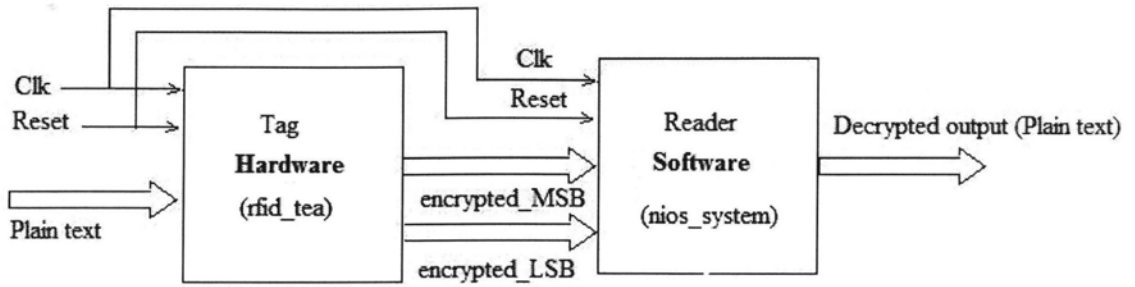 Clk
Reset
Plain text
Tag
Hardware
(rfid_tea)
encrypted_MSB
encrypted_LSB
Clk
Reset
Reader
Software
(nios_system)
Decrypted output (Plain text)